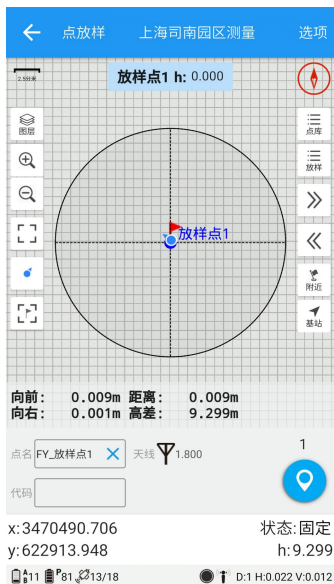 点放样 上海司南园区测量 选项
2.5分米 放样点1 h: 0.000
图层 点库
放样
放样点1
附近
基站
向前: 0.009m 距离: 0.009m
向右: 0.001m 高差: 9.299m
点名 FY_放样点1 天线 1.800 1
代码
x:3470490.706 状态:固定
y:622913.948 h:9.299
11 P81 13/18 D:1 H:0.022 V:0.012